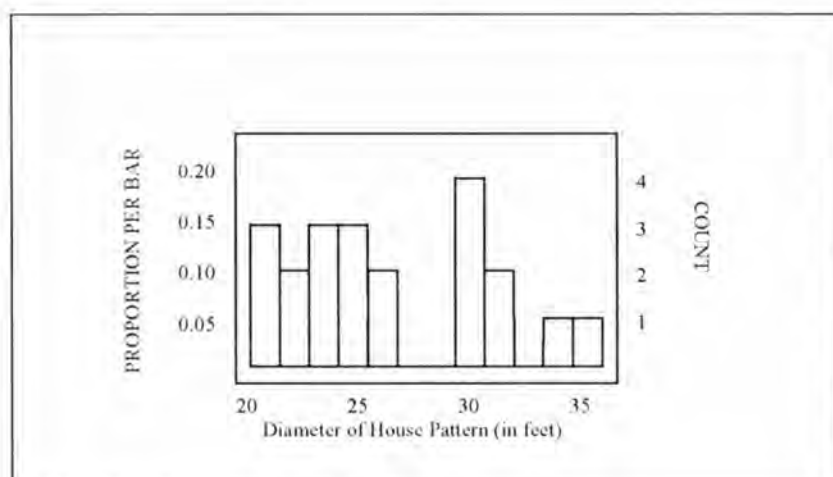 PROPORTION PER BAR
0.20
0.15
0.10
0.05
4
3
2
1
COUNT
20 25 30 35
Diameter of House Pattern (in feet)